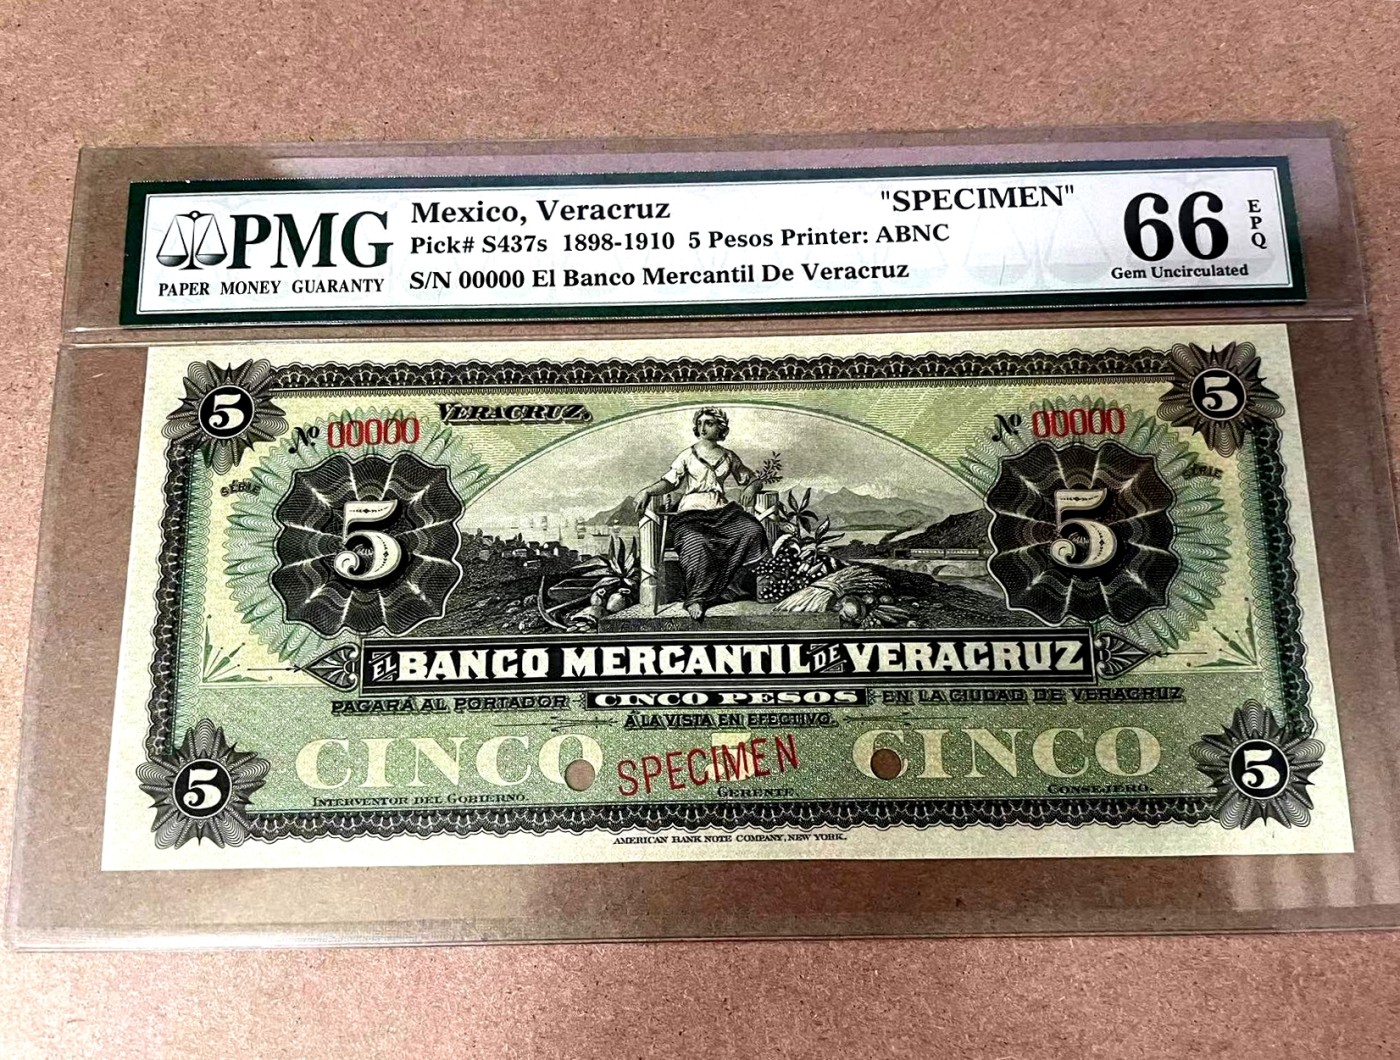 PMG
PAPER MONEY GUARANTY
Mexico, Veracruz
"SPECIMEN"
Pick# S437s 1898-1910 5 Pesos Printer: ABNC
S/N 00000 El Banco Mercantil De Veracruz
66
EPQ
Gem Uncirculated
5
5
VERACRUZ,
No 00000
No 00000
SÉRIE
SÉRIE
5
5
EL BANCO MERCANTIL DE VERACRUZ
PAGARÁ AL PORTADOR CINCO PESOS EN LA CIUDAD DE VERACRUZ
Á LA VISTA EN EFECTIVO.
CINCO
SPECIMEN
CINCO
5
5
INTERVENTOR DEL GOBIERNO.
GERENTE.
CONSEJERO.
AMERICAN BANK NOTE COMPANY, NEW YORK.